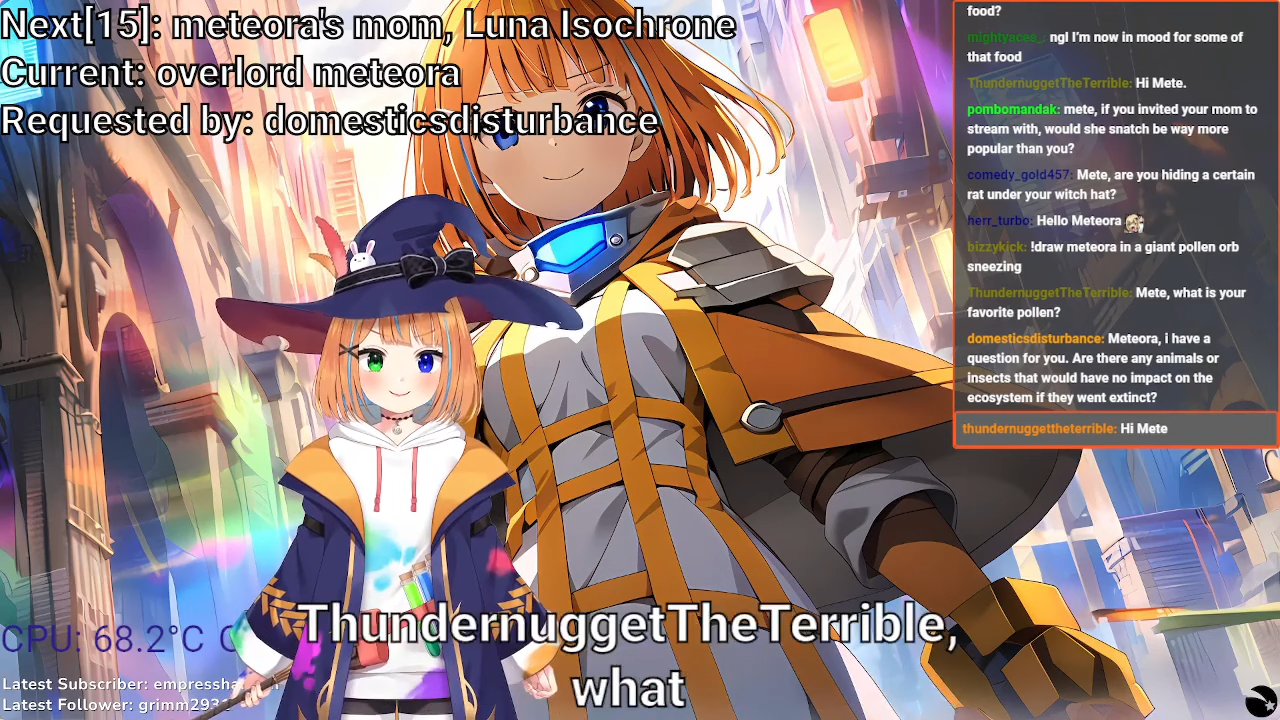 Next[15]: meteora's mom, Luna Isochrone
Current: overlord meteora
Requested by: domesticsdisturbance
food?
mightyaces_: ngl I'm now in mood for some of
that food
ThundernuggetTheTerrible: Hi Mete.
pombomandak: mete, if you invited your mom to
stream with, would she snatch be way more
popular than you?
comedy_gold457: Mete, are you hiding a certain
rat under your witch hat?
herr_turbo: Hello Meteora
bizzykick: !draw meteora in a giant pollen orb
sneezing
ThundernuggetTheTerrible: Mete, what is your
favorite pollen?
domesticsdisturbance: Meteora, i have a
question for you. Are there any animals or
insects that would have no impact on the
ecosystem if they went extinct?
thundernuggettheterrible: Hi Mete
ThundernuggetTheTerrible,
what
CPU: 68.2°C
Latest Subscriber:
Latest Follower: